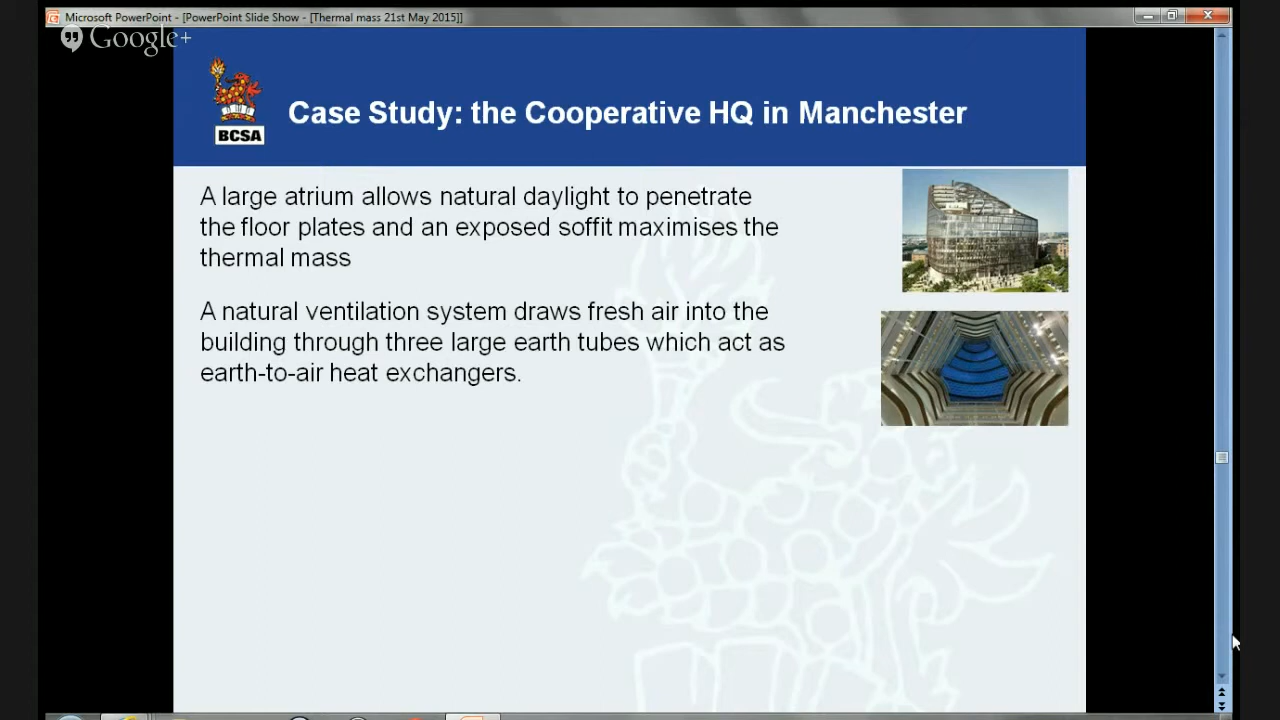 Microsoft PowerPoint - [PowerPoint Slide Show - [Thermal mass 21st May 2015]]
Google+
BCSA
Case Study: the Cooperative HQ in Manchester
A large atrium allows natural daylight to penetrate
the floor plates and an exposed soffit maximises the
thermal mass
A natural ventilation system draws fresh air into the
building through three large earth tubes which act as
earth-to-air heat exchangers.